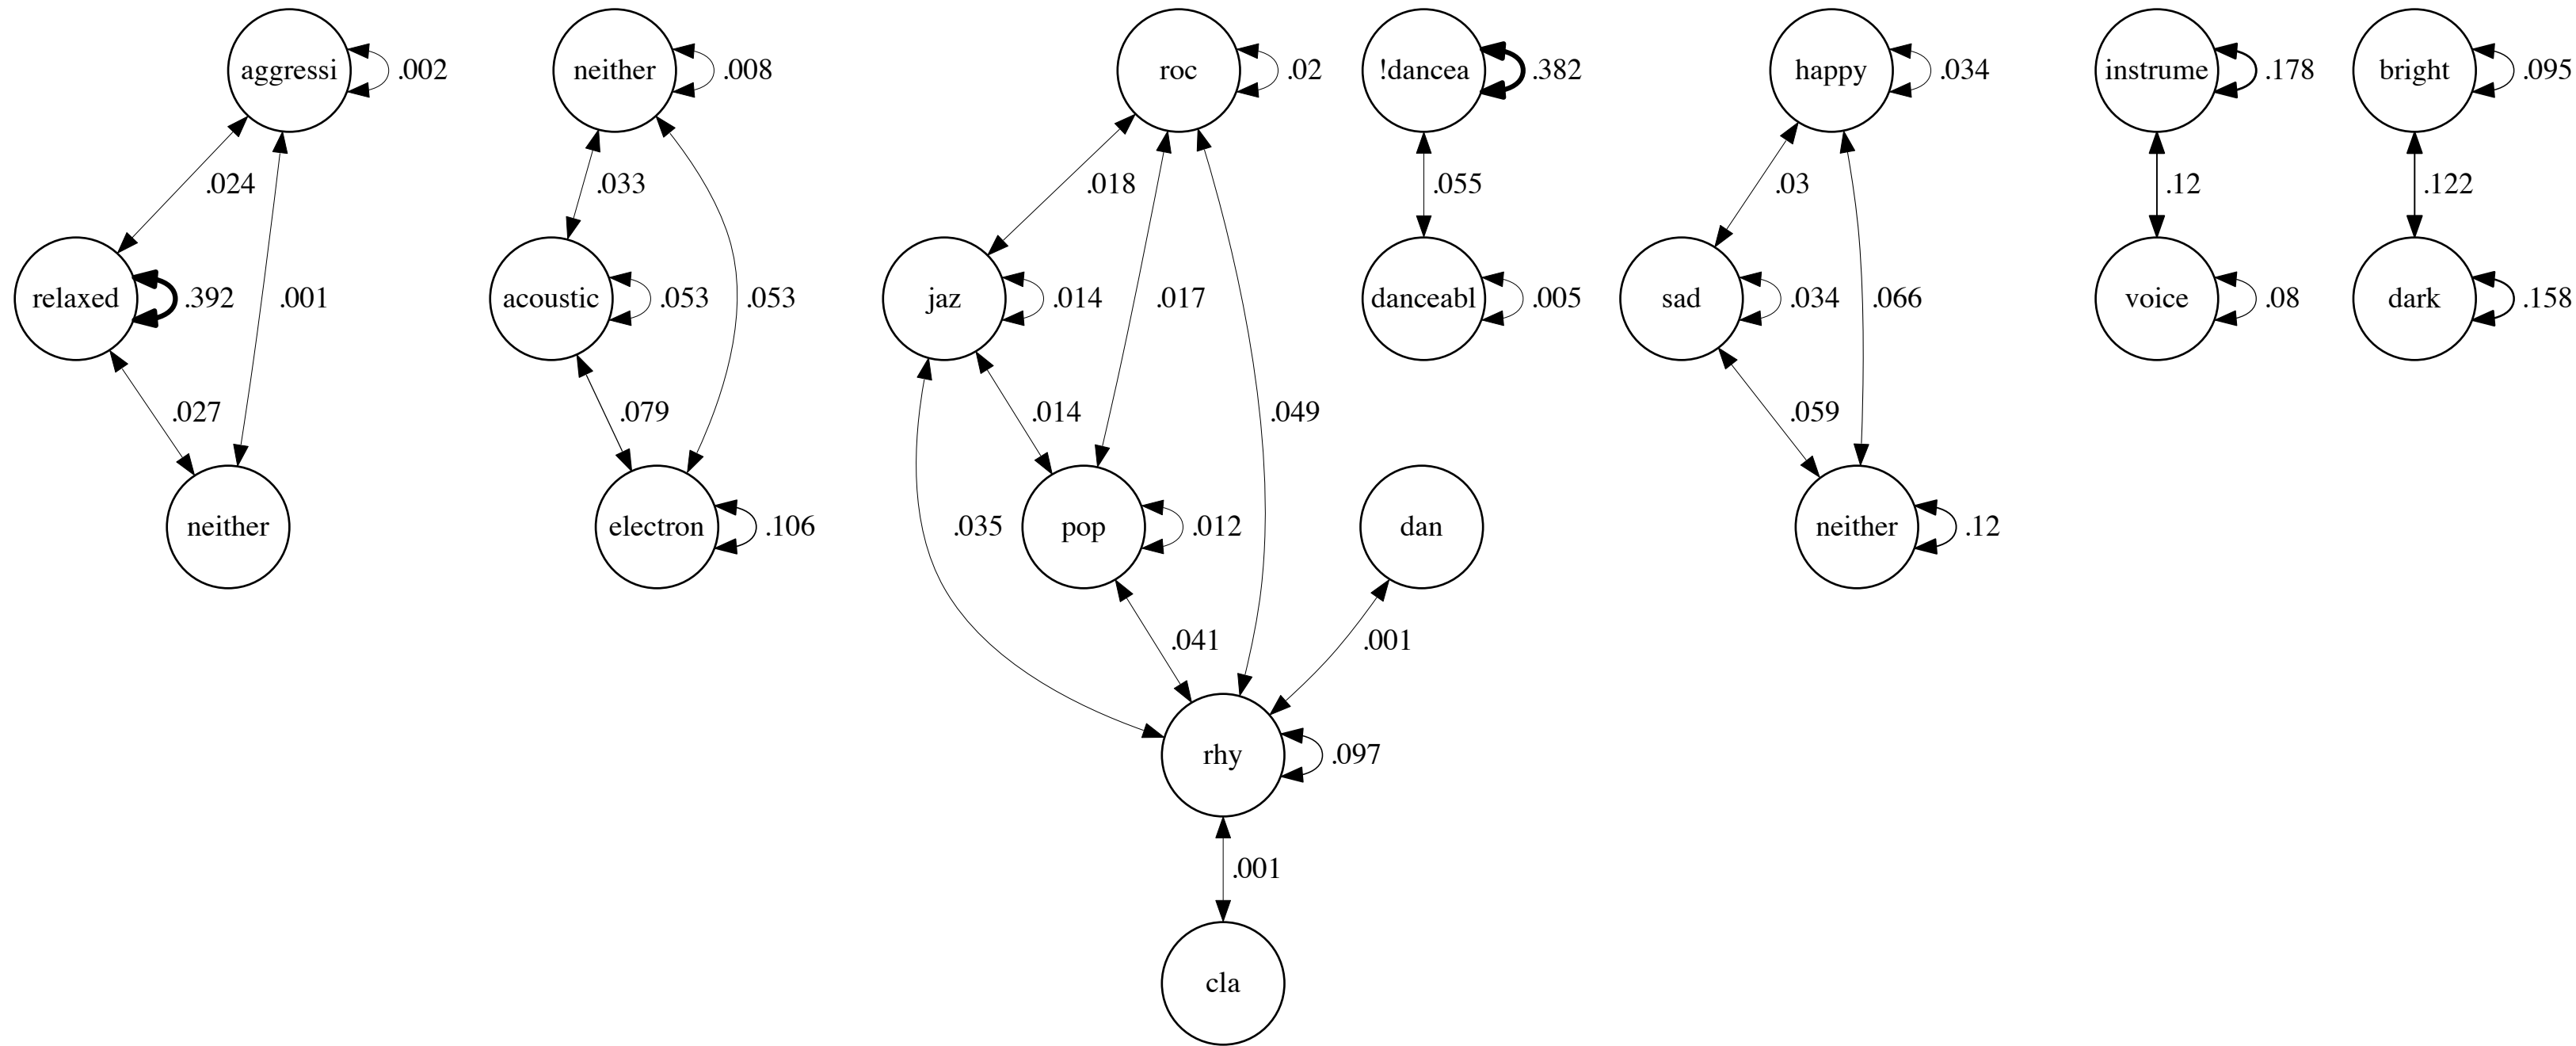 aggressi .002
neither .008
roc .02
!dancea .382
happy .034
instrume .178
bright .095
.024
.033
.018
.055
.03
.12
.122
relaxed .392
.001
acoustic .053
.053
jaz .014
.017
danceabl .005
sad .034
.066
voice .08
dark .158
.027
.079
.014
.049
.059
neither
electron .106
.035
pop .012
dan
neither .12
.041
.001
rhy .097
.001
cla